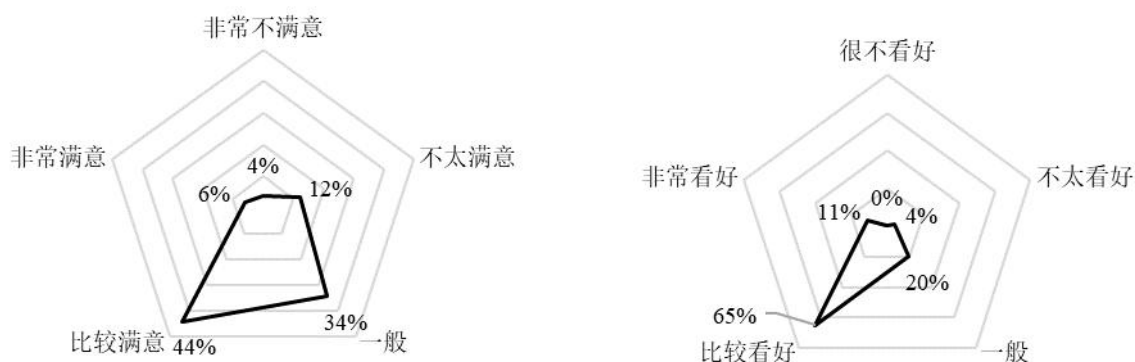 非常不满意
非常满意
不太满意
4%
6%
12%
34%
44%
比较满意
一般
很不看好
非常看好
不太看好
0%
11%
4%
20%
65%
比较看好
一般